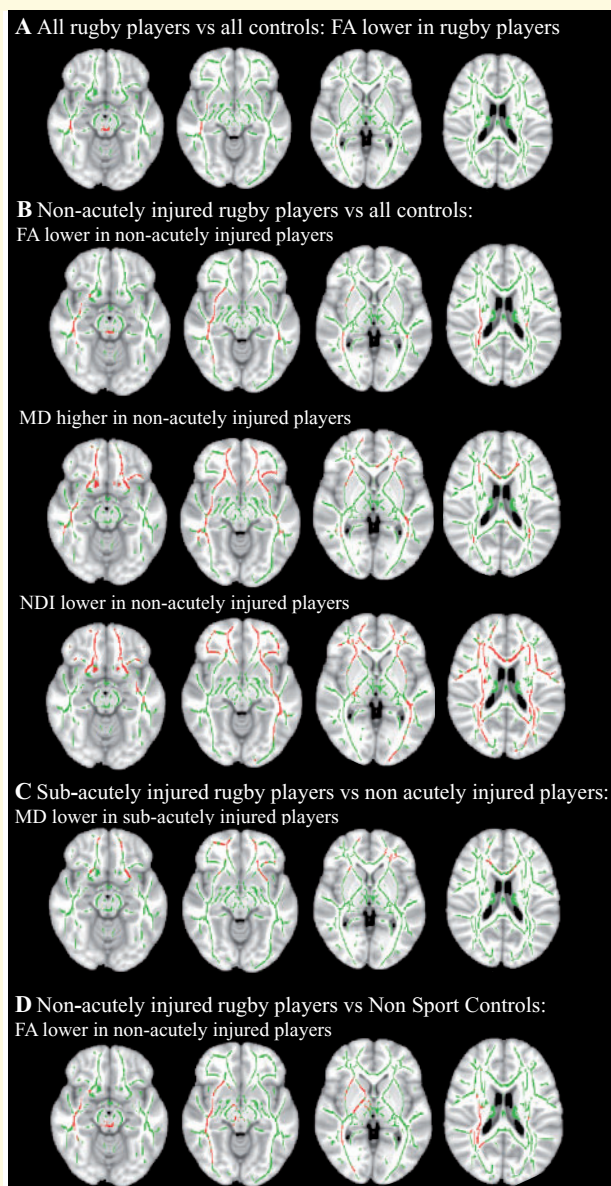 A All rugby players vs all controls: FA lower in rugby players
B Non-acutely injured rugby players vs all controls:
FA lower in non-acutely injured players
MD higher in non-acutely injured players
NDI lower in non-acutely injured players
C Sub-acutely injured rugby players vs non acutely injured players:
MD lower in sub-acutely injured players
D Non-acutely injured rugby players vs Non Sport Controls:
FA lower in non-acutely injured players